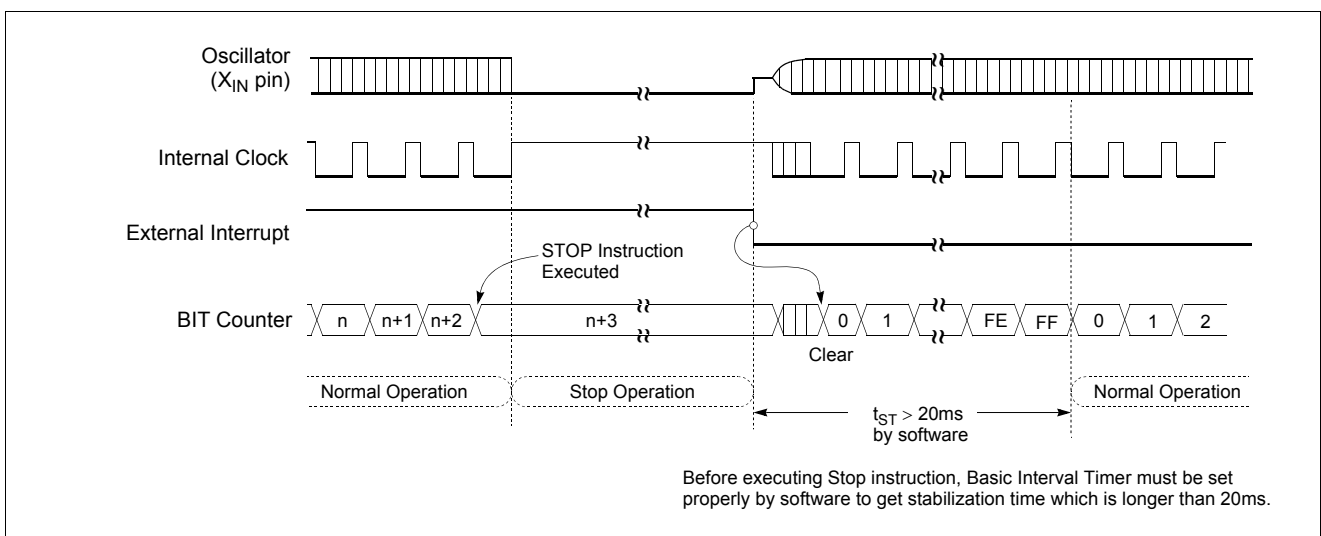 Oscillator
(XIN pin)
Internal Clock
External Interrupt
STOP Instruction
Executed
BIT Counter
n n+1 n+2 n+3 0 1 FE FF 0 1 2
Clear
Normal Operation Stop Operation Normal Operation
tST > 20ms
by software
Before executing Stop instruction, Basic Interval Timer must be set
properly by software to get stabilization time which is longer than 20ms.